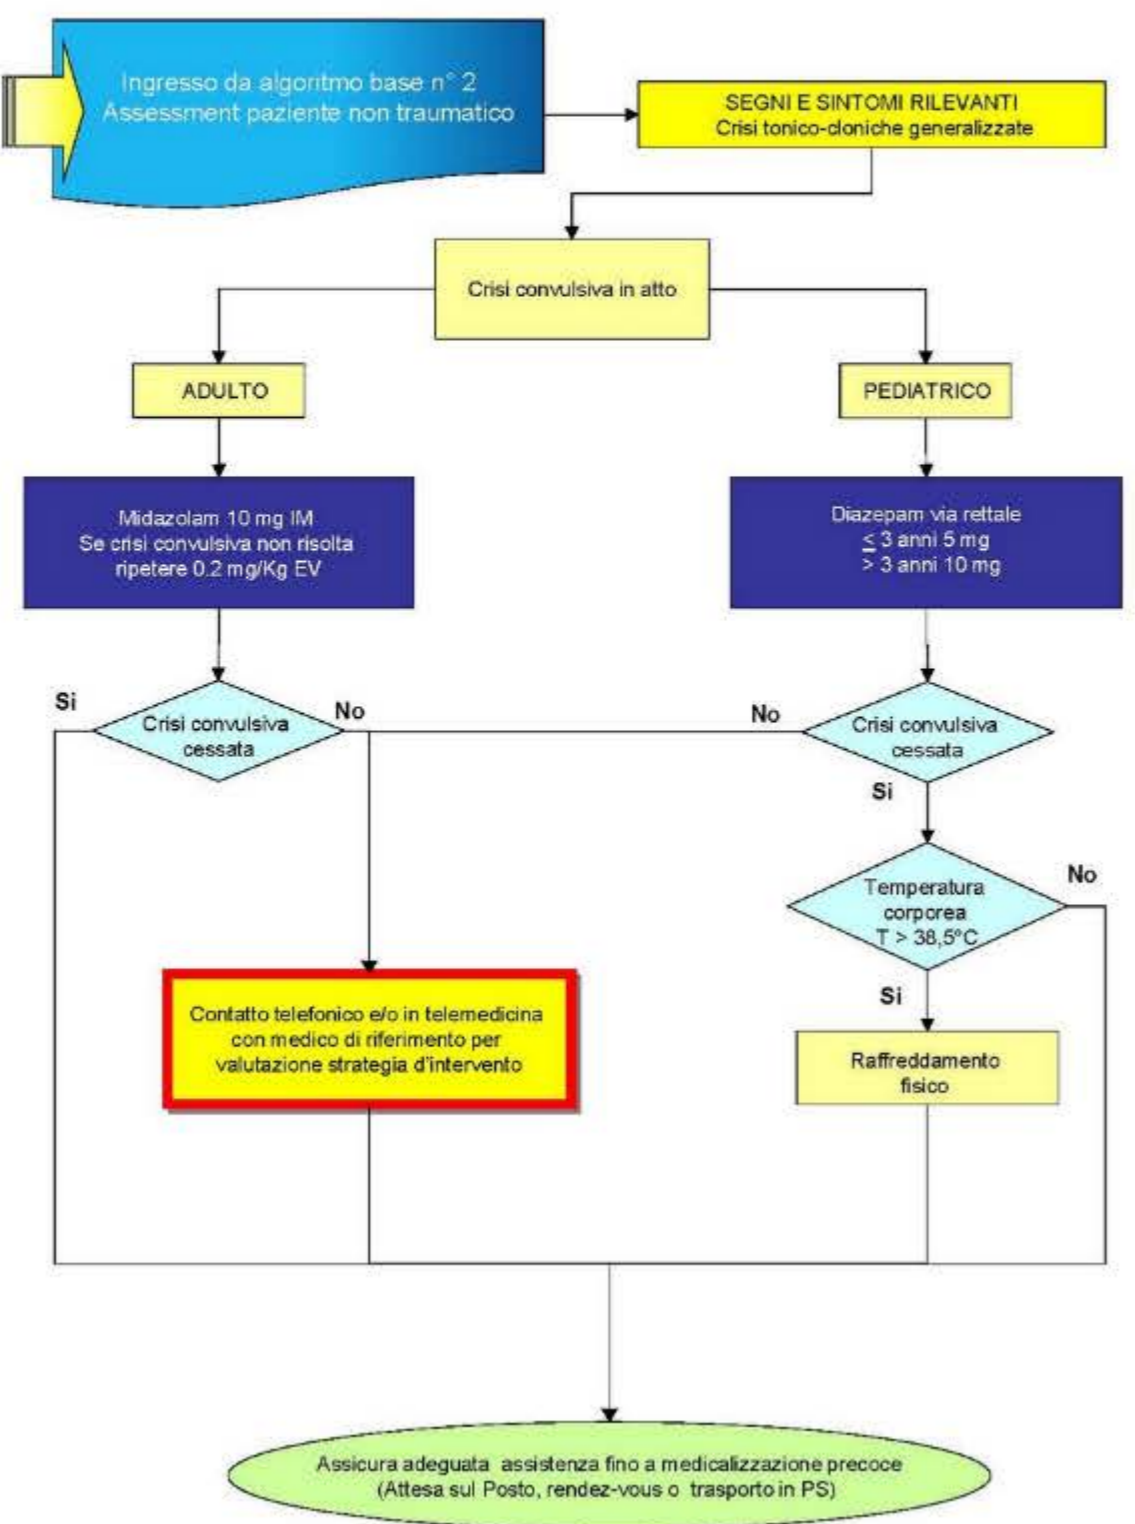 Ingresso da algoritmo base n° 2
Assessment paziente non traumatico
SEGNI E SINTOMI RILEVANTI
Crisi tonico-cloniche generalizzate
Crisi convulsiva in atto
ADULTO
PEDIATRICO
Midazolam 10 mg IM
Se crisi convulsiva non risolta
ripetere 0.2 mg/Kg EV
Diazepam via rettale
≤ 3 anni 5 mg
> 3 anni 10 mg
Si
Crisi convulsiva
cessata
No
No
Crisi convulsiva
cessata
Si
Temperatura
corporea
T > 38,5°C
No
Si
Contatto telefonico e/o in telemedicina
con medico di riferimento per
valutazione strategia d'intervento
Raffreddamento
fisico
Assicura adeguata assistenza fino a medicalizzazione precoce
(Attesa sul Posto, rendez-vous o trasporto in PS)